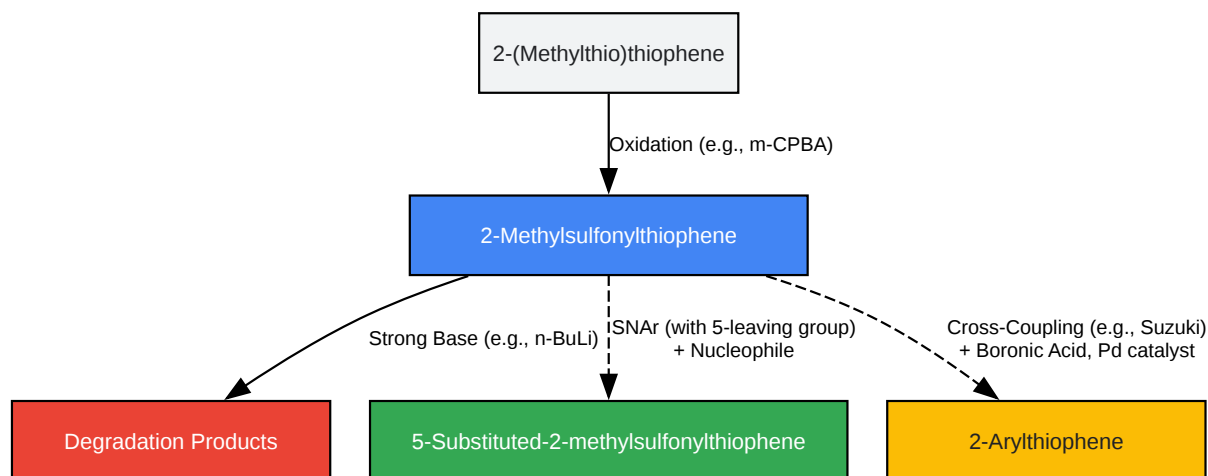 2-(Methylthio)thiophene
Oxidation (e.g., m-CPBA)
2-Methylsulfonylthiophene
Strong Base (e.g., n-BuLi)
SNAr (with 5-leaving group)
+ Nucleophile
Cross-Coupling (e.g., Suzuki)
+ Boronic Acid, Pd catalyst
Degradation Products
5-Substituted-2-methylsulfonylthiophene
2-Arylthiophene